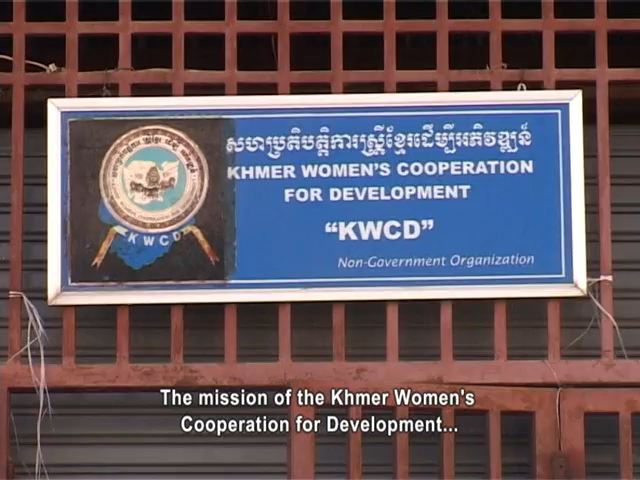 សហប្រតិបត្តិការស្ត្រីខ្មែរដើម្បីអភិវឌ្ឍន៍
KHMER WOMEN'S COOPERATION
FOR DEVELOPMENT
"KWCD"
Non-Government Organization
KWCD
The mission of the Khmer Women's
Cooperation for Development...